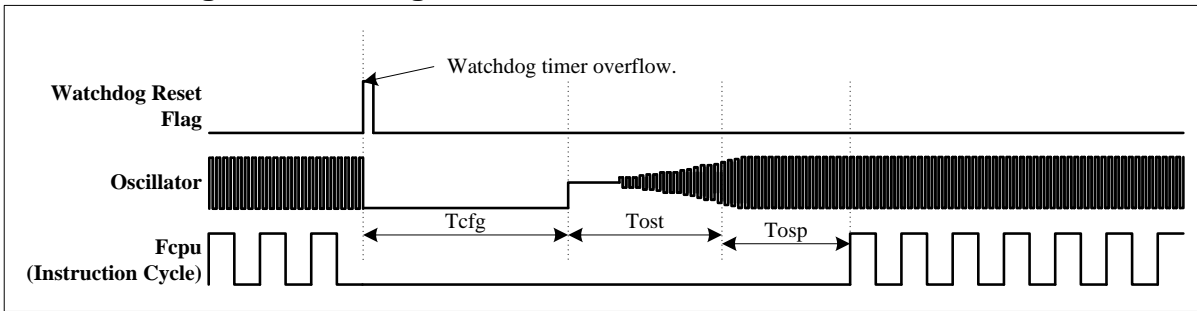 Watchdog timer overflow.
Watchdog Reset
Flag
Oscillator
Tcfg
Tost
Tosp
Fcpu
(Instruction Cycle)